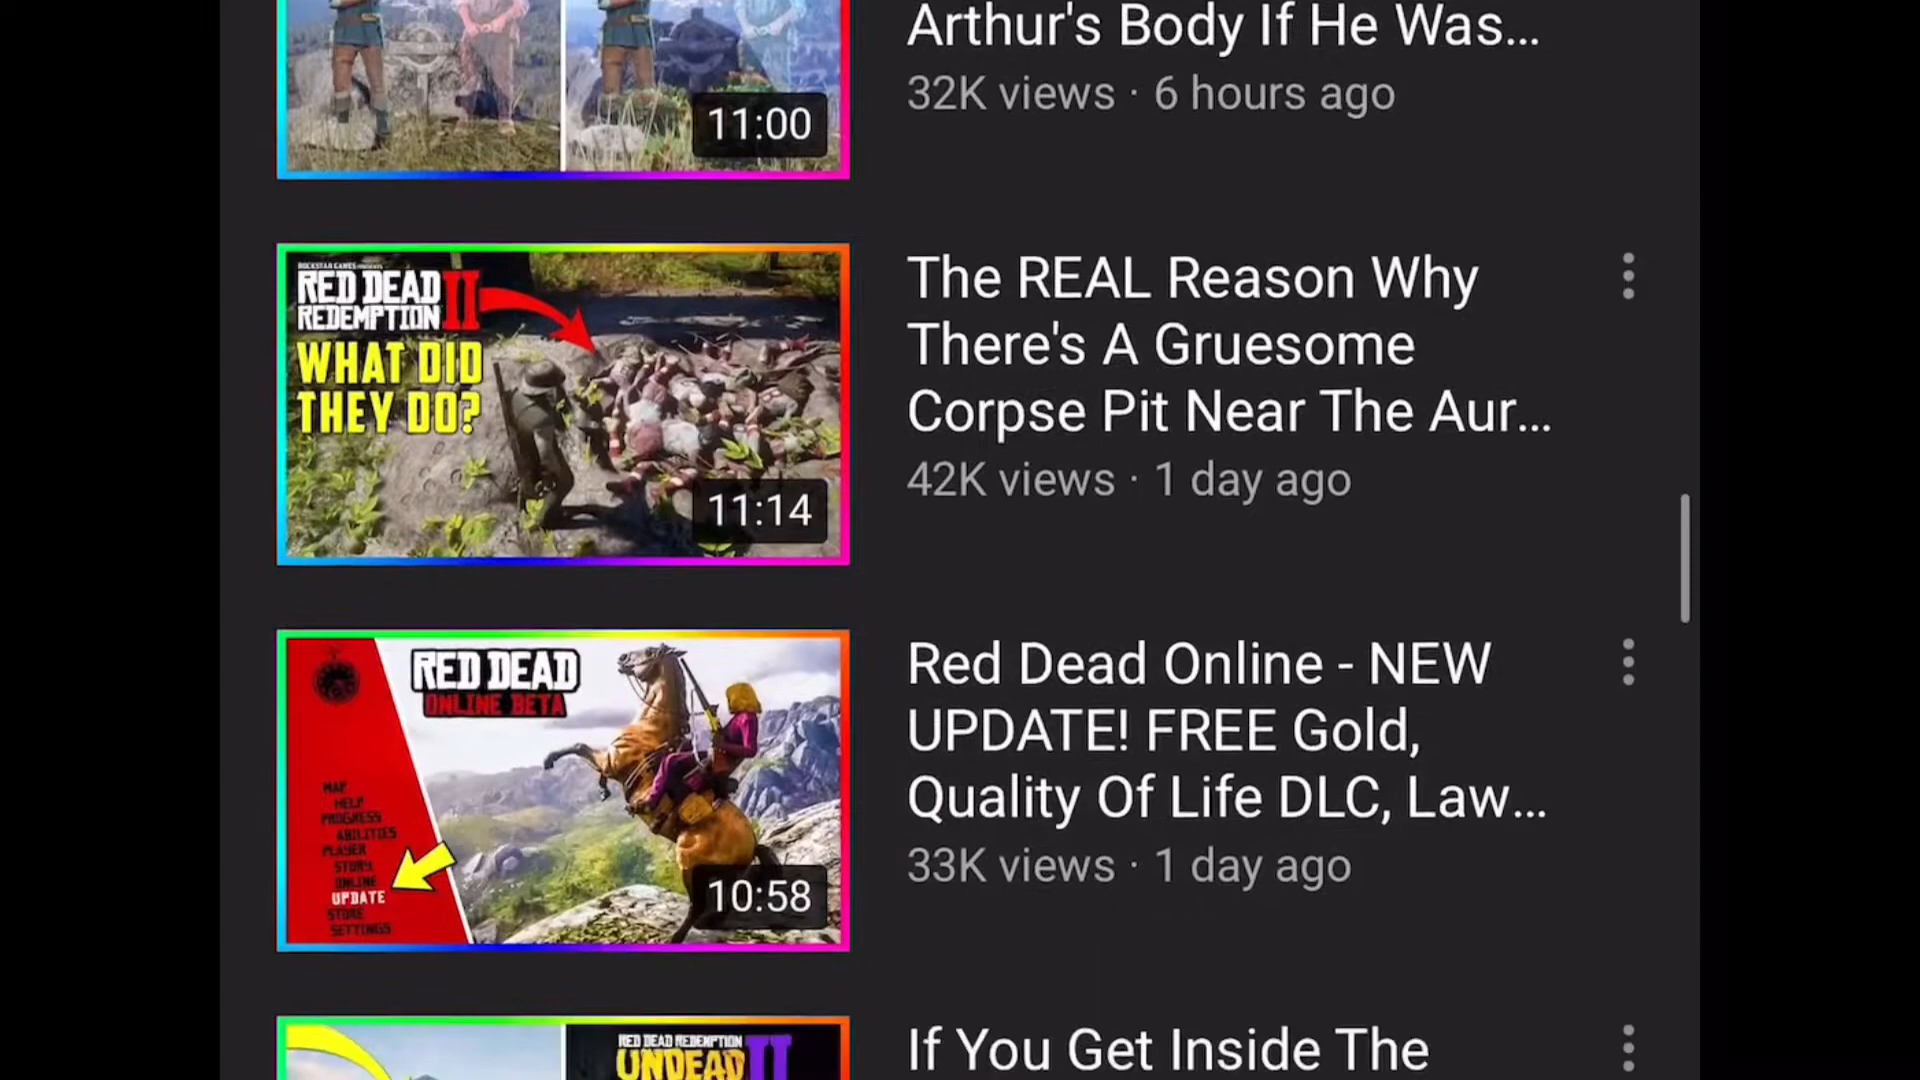 Arthur's Body If He Was...
32K views · 6 hours ago
11:00
ROCKSTAR GAMES PRESENTS
RED DEAD
REDEMPTION II
WHAT DID
THEY DO?
11:14
The REAL Reason Why
There's A Gruesome
Corpse Pit Near The Aur...
42K views · 1 day ago
RED DEAD
ONLINE BETA
MAP
HELP
PROGRESS
ABILITIES
PLAYER
STORY
ONLINE
UPDATE
STORE
SETTINGS
10:58
Red Dead Online - NEW
UPDATE! FREE Gold,
Quality Of Life DLC, Law...
33K views · 1 day ago
RED DEAD REDEMPTION II
UNDEAD
If You Get Inside The